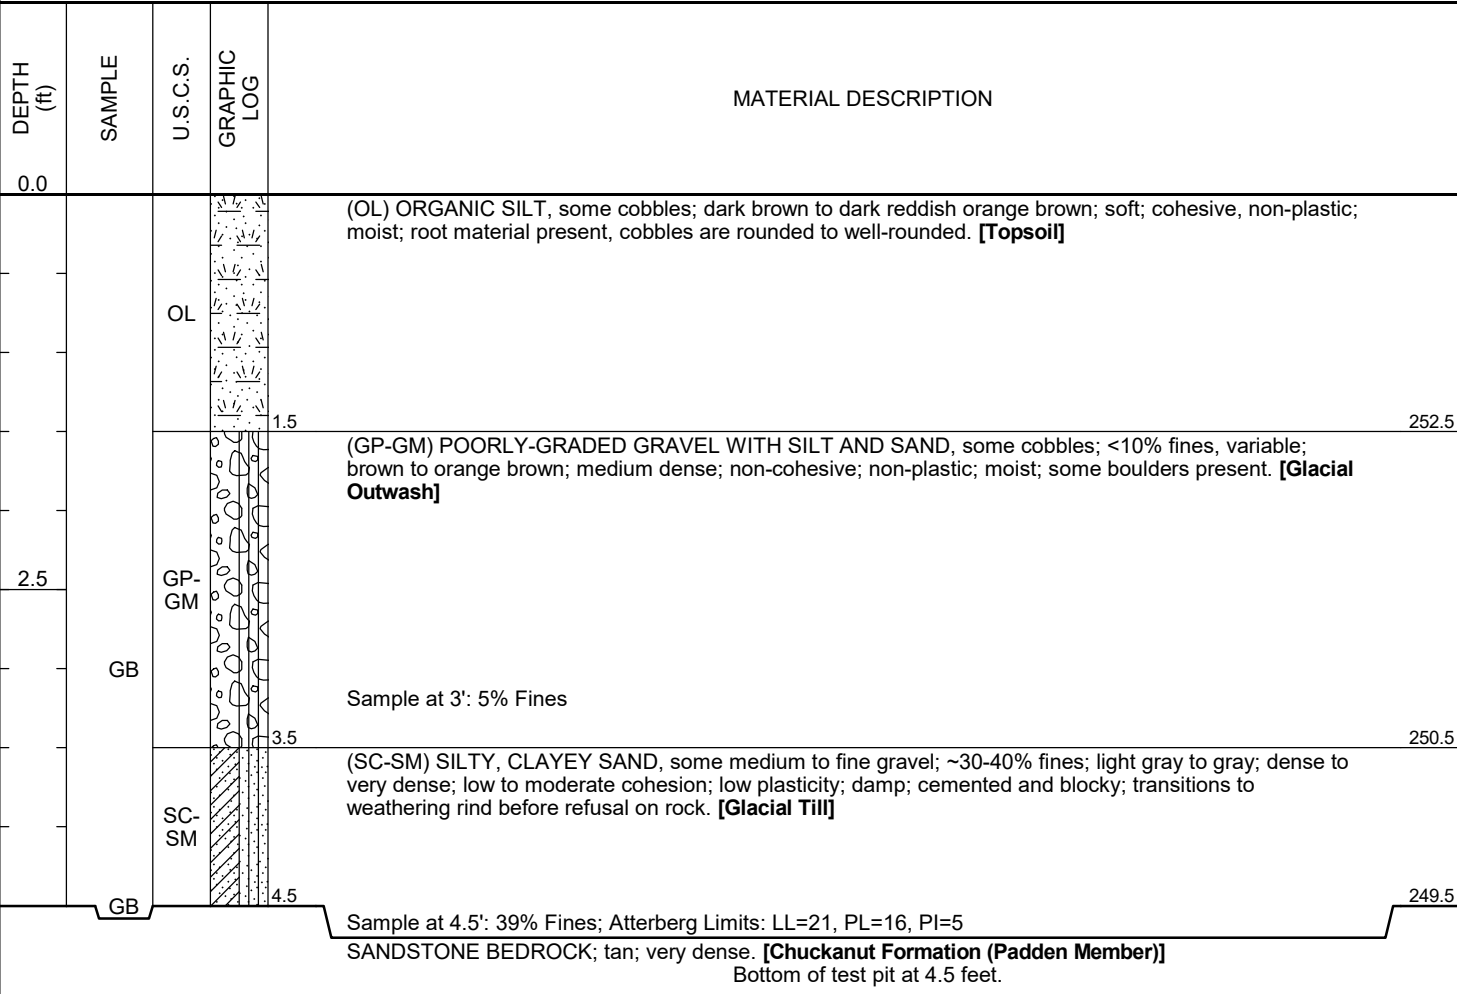 DEPTH
(ft)
SAMPLE
U.S.C.S.
GRAPHIC
LOG
MATERIAL DESCRIPTION
0.0
(OL) ORGANIC SILT, some cobbles; dark brown to dark reddish orange brown; soft; cohesive, non-plastic;
moist; root material present, cobbles are rounded to well-rounded. [Topsoil]
OL
1.5
252.5
(GP-GM) POORLY-GRADED GRAVEL WITH SILT AND SAND, some cobbles; <10% fines, variable;
brown to orange brown; medium dense; non-cohesive; non-plastic; moist; some boulders present. [Glacial
Outwash]
2.5
GP-
GM
GB
Sample at 3': 5% Fines
3.5
250.5
(SC-SM) SILTY, CLAYEY SAND, some medium to fine gravel; ~30-40% fines; light gray to gray; dense to
very dense; low to moderate cohesion; low plasticity; damp; cemented and blocky; transitions to
weathering rind before refusal on rock. [Glacial Till]
SC-
SM
4.5
249.5
GB
Sample at 4.5': 39% Fines; Atterberg Limits: LL=21, PL=16, PI=5
SANDSTONE BEDROCK; tan; very dense. [Chuckanut Formation (Padden Member)]
Bottom of test pit at 4.5 feet.